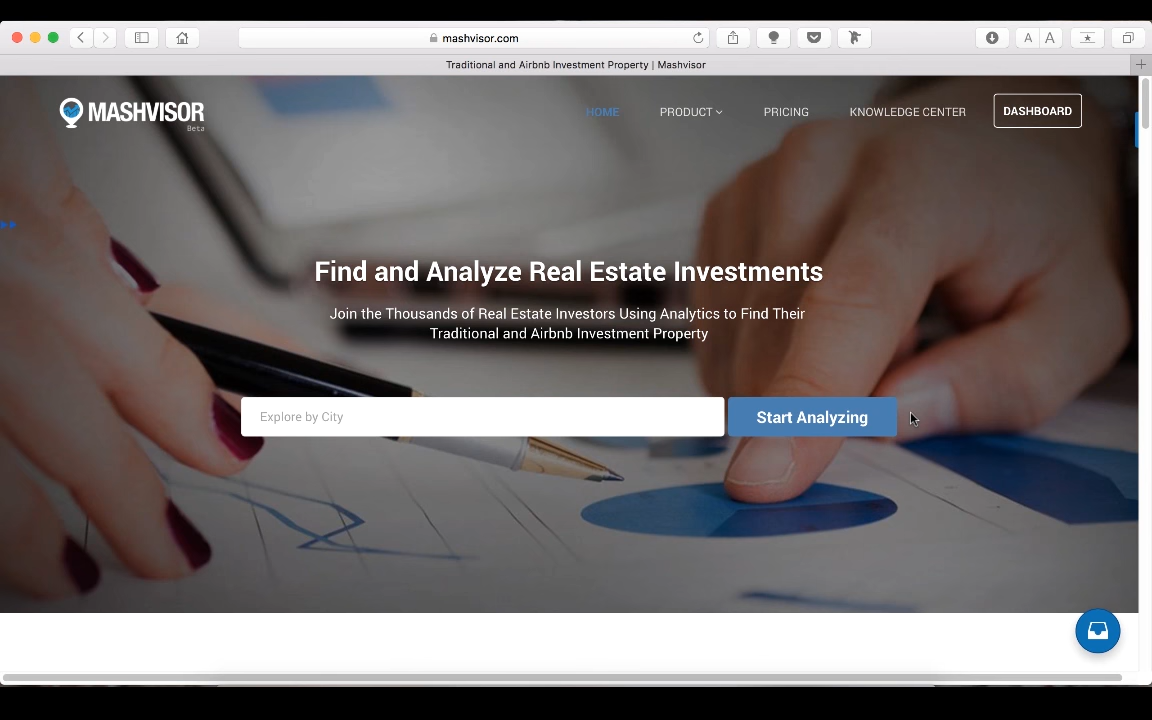 mashvisor.com
A A
Traditional and Airbnb Investment Property | Mashvisor
MASHVISOR
Beta
HOME
PRODUCT
PRICING
KNOWLEDGE CENTER
DASHBOARD
Find and Analyze Real Estate Investments
Join the Thousands of Real Estate Investors Using Analytics to Find Their
Traditional and Airbnb Investment Property
Explore by City
Start Analyzing